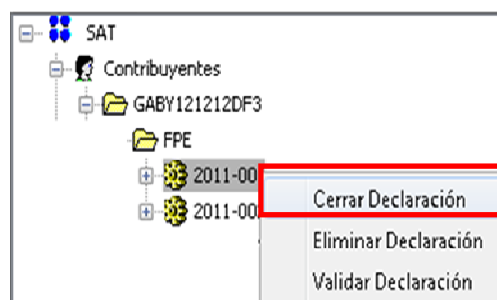 SAT
Contribuyentes
GABY121212DF3
FPE
2011-00
Cerrar Declaración
2011-00
Eliminar Declaración
Validar Declaración